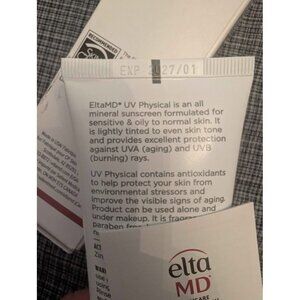 RECOMMENDED
EXP 2027/01
EltaMD® UV Physical is an all
mineral sunscreen formulated for
sensitive & oily to normal skin. It
is lightly tinted to even skin tone
and provides excellent protection
against UVA (aging) and UVB
(burning) rays.
UV Physical contains antioxidants
to help protect your skin from
environmental stressors and
improve the visible signs of aging.
Product can be used alone and
under makeup. It is fragra
paraben free
elta
MD